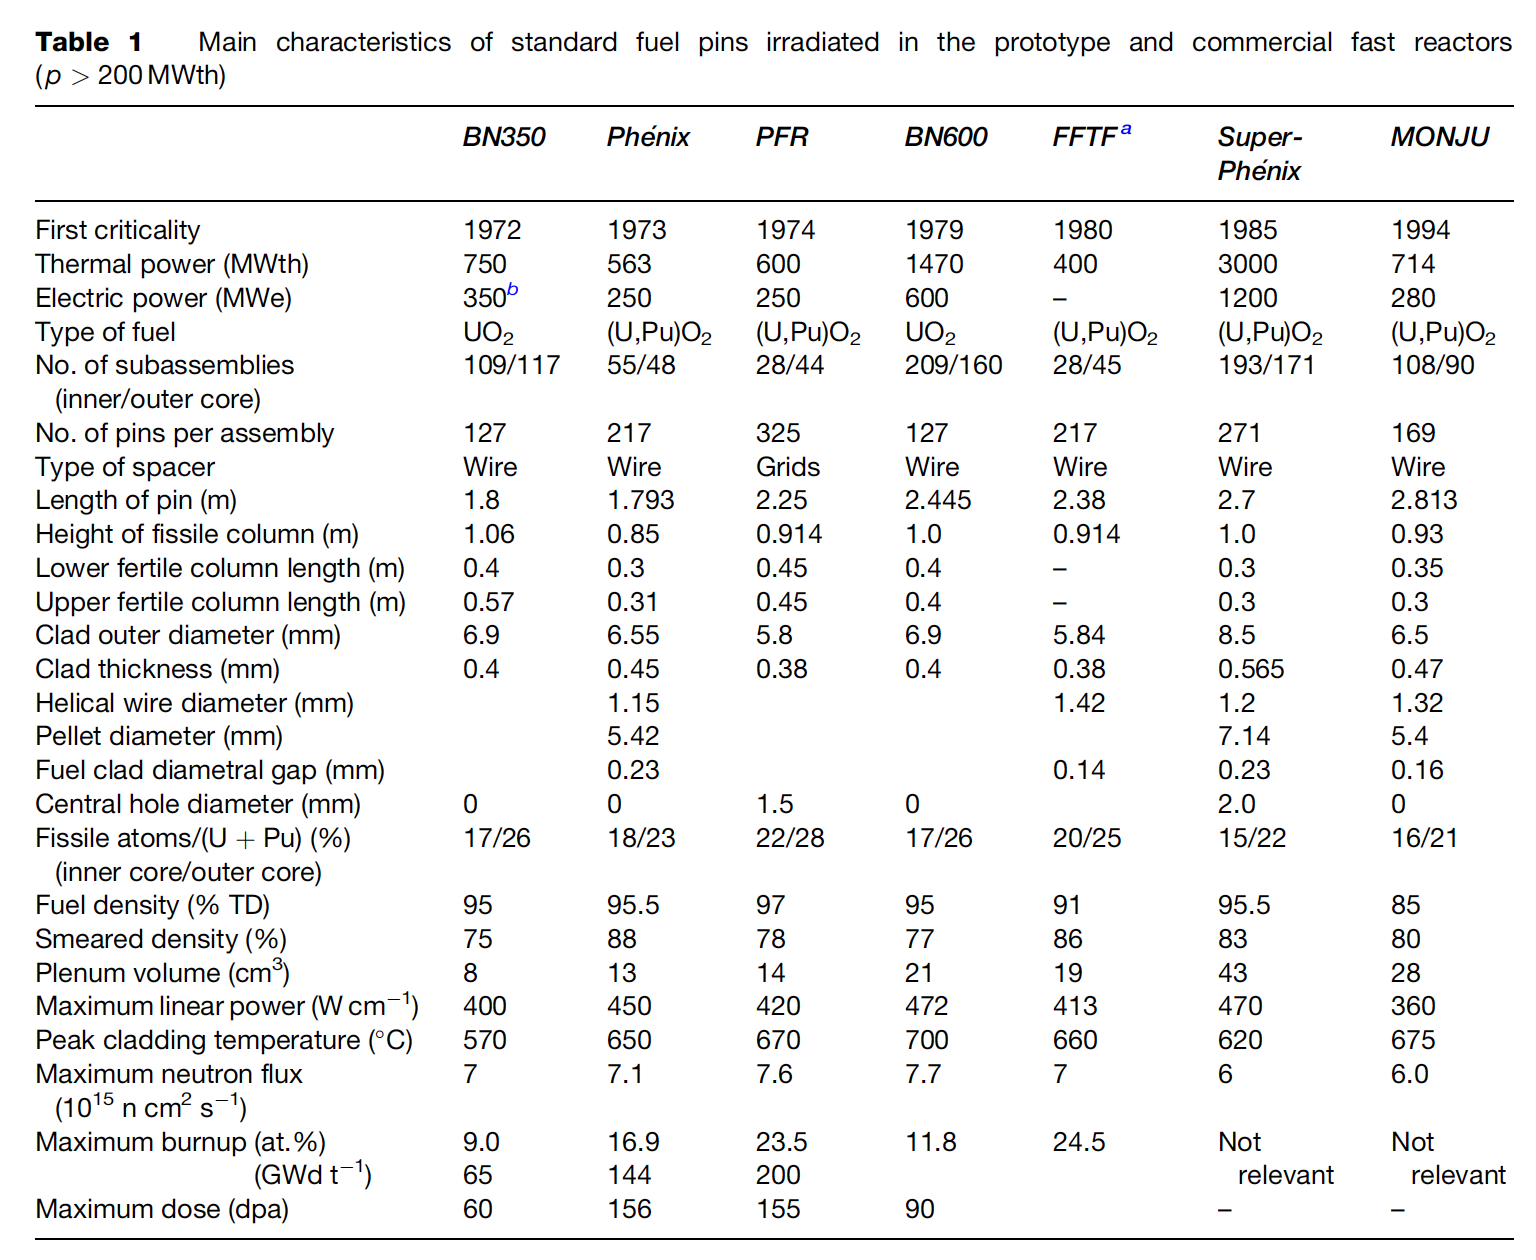 Table 1 Main characteristics of standard fuel pins irradiated in the prototype and commercial fast reactors
(p > 200 MWth)
BN350 Phénix PFR BN600 FFTF a Super- MONJU
Phénix
First criticality 1972 1973 1974 1979 1980 1985 1994
Thermal power (MWth) 750 563 600 1470 400 3000 714
Electric power (MWe) 350b 250 250 600 – 1200 280
Type of fuel UO₂ (U,Pu)O₂ (U,Pu)O₂ UO₂ (U,Pu)O₂ (U,Pu)O₂ (U,Pu)O₂
No. of subassemblies 109/117 55/48 28/44 209/160 28/45 193/171 108/90
(inner/outer core)
No. of pins per assembly 127 217 325 127 217 271 169
Type of spacer Wire Wire Grids Wire Wire Wire Wire
Length of pin (m) 1.8 1.793 2.25 2.445 2.38 2.7 2.813
Height of fissile column (m) 1.06 0.85 0.914 1.0 0.914 1.0 0.93
Lower fertile column length (m) 0.4 0.3 0.45 0.4 – 0.3 0.35
Upper fertile column length (m) 0.57 0.31 0.45 0.4 – 0.3 0.3
Clad outer diameter (mm) 6.9 6.55 5.8 6.9 5.84 8.5 6.5
Clad thickness (mm) 0.4 0.45 0.38 0.4 0.38 0.565 0.47
Helical wire diameter (mm) 1.15 1.42 1.2 1.32
Pellet diameter (mm) 5.42 7.14 5.4
Fuel clad diametral gap (mm) 0.23 0.14 0.23 0.16
Central hole diameter (mm) 0 0 1.5 0 2.0 0
Fissile atoms/(U + Pu) (%) 17/26 18/23 22/28 17/26 20/25 15/22 16/21
(inner core/outer core)
Fuel density (% TD) 95 95.5 97 95 91 95.5 85
Smeared density (%) 75 88 78 77 86 83 80
Plenum volume (cm³) 8 13 14 21 19 43 28
Maximum linear power (W cm⁻¹) 400 450 420 472 413 470 360
Peak cladding temperature (°C) 570 650 670 700 660 620 675
Maximum neutron flux 7 7.1 7.6 7.7 7 6 6.0
(10¹⁵ n cm² s⁻¹)
Maximum burnup (at.%) 9.0 16.9 23.5 11.8 24.5 Not Not
(GWd t⁻¹) 65 144 200 relevant relevant
Maximum dose (dpa) 60 156 155 90 – –